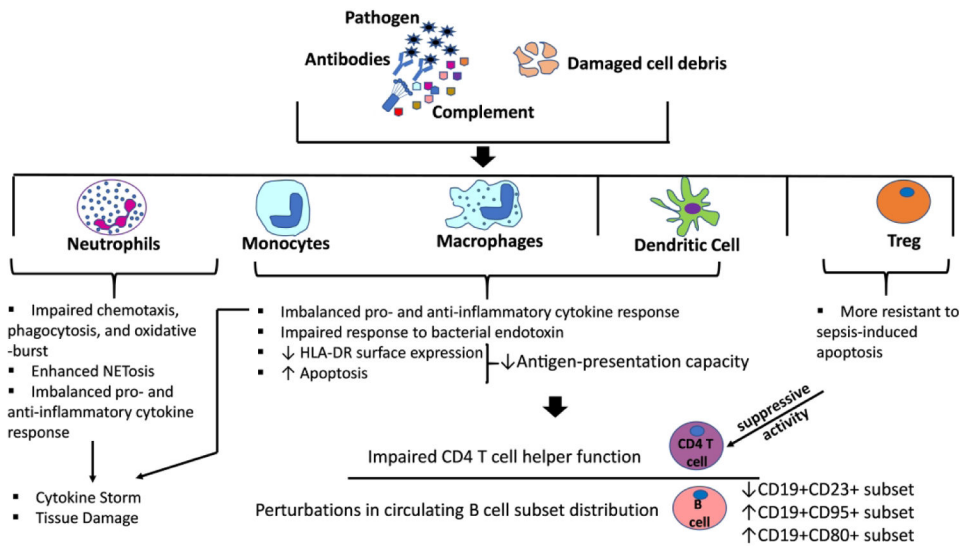 Pathogen
Antibodies
Damaged cell debris
Complement
Neutrophils
Monocytes
Macrophages
Dendritic Cell
Treg
▪ Impaired chemotaxis,
phagocytosis, and oxidative
-burst
▪ Enhanced NETosis
▪ Imbalanced pro- and
anti-inflammatory cytokine
response
▪ Imbalanced pro- and anti-inflammatory cytokine response
▪ Impaired response to bacterial endotoxin
▪ ↓ HLA-DR surface expression
▪ ↑ Apoptosis
↓Antigen-presentation capacity
▪ More resistant to
sepsis-induced
apoptosis
suppressive
activity
Impaired CD4 T cell helper function
CD4 T
cell
▪ Cytokine Storm
▪ Tissue Damage
Perturbations in circulating B cell subset distribution
B
cell
↓CD19+CD23+ subset
↑CD19+CD95+ subset
↑CD19+CD80+ subset